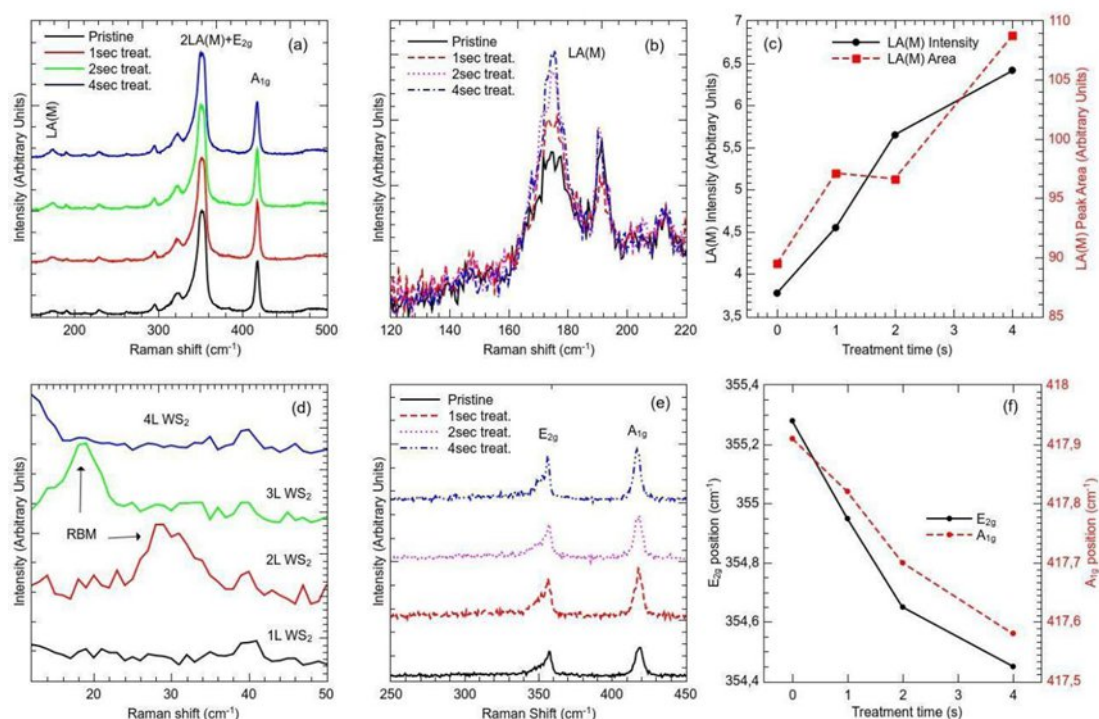 (a)
2LA(M)+E2g
A1g
LA(M)
Pristine
1sec treat.
2sec treat.
4sec treat.
Intensity (Arbitrary Units)
200 300 400 500
Raman shift (cm-1)
(b)
LA(M)
Pristine
1sec treat.
2sec treat.
4sec treat.
Intensity (Arbitrary Units)
120 140 160 180 200 220
Raman shift (cm-1)
(c)
LA(M) Intensity
LA(M) Area
LA(M) Intensity (Arbitrary Units)
7
6,5
6
5,5
5
4,5
4
3,5
LA(M) Peak Area (Arbitrary Units)
110
105
100
95
90
85
0 1 2 3 4
Treatment time (s)
(d)
4L WS2
3L WS2
RBM
2L WS2
1L WS2
Intensity (Arbitrary Units)
20 30 40 50
Raman shift (cm-1)
(e)
Pristine
1sec treat.
2sec treat.
4sec treat.
E2g
A1g
Intensity (Arbitrary Units)
250 300 350 400 450
Raman Shift (cm-1)
(f)
E2g
A1g
E2g position (cm-1)
355,4
355,2
355
354,8
354,6
354,4
A1g position (cm-1)
418
417,9
417,8
417,7
417,6
417,5
0 1 2 3 4
Treatment time (s)